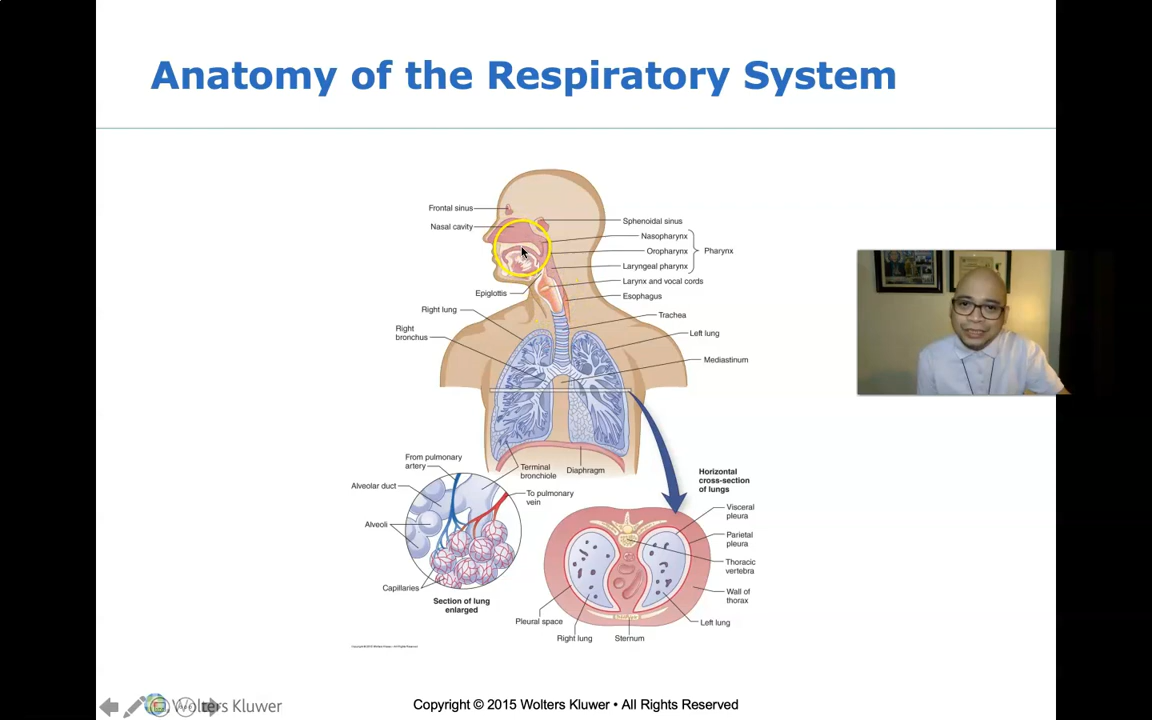 Anatomy of the Respiratory System
Frontal sinus
Nasal cavity
Sphenoidal sinus
Nasopharynx
Oropharynx
Pharynx
Laryngeal pharynx
Larynx and vocal cords
Epiglottis
Esophagus
Right lung
Trachea
Right
bronchus
Left lung
Mediastinum
From pulmonary
artery
Terminal
bronchiole
Diaphragm
Horizontal
cross-section
of lungs
Alveolar duct
To pulmonary
vein
Visceral
pleura
Alveoli
Parietal
pleura
Thoracic
vertebra
Capillaries
Wall of
thorax
Section of lung
enlarged
Pleural space
Left lung
Right lung
Sternum
Wolters Kluwer
Copyright © 2015 Wolters Kluwer • All Rights Reserved